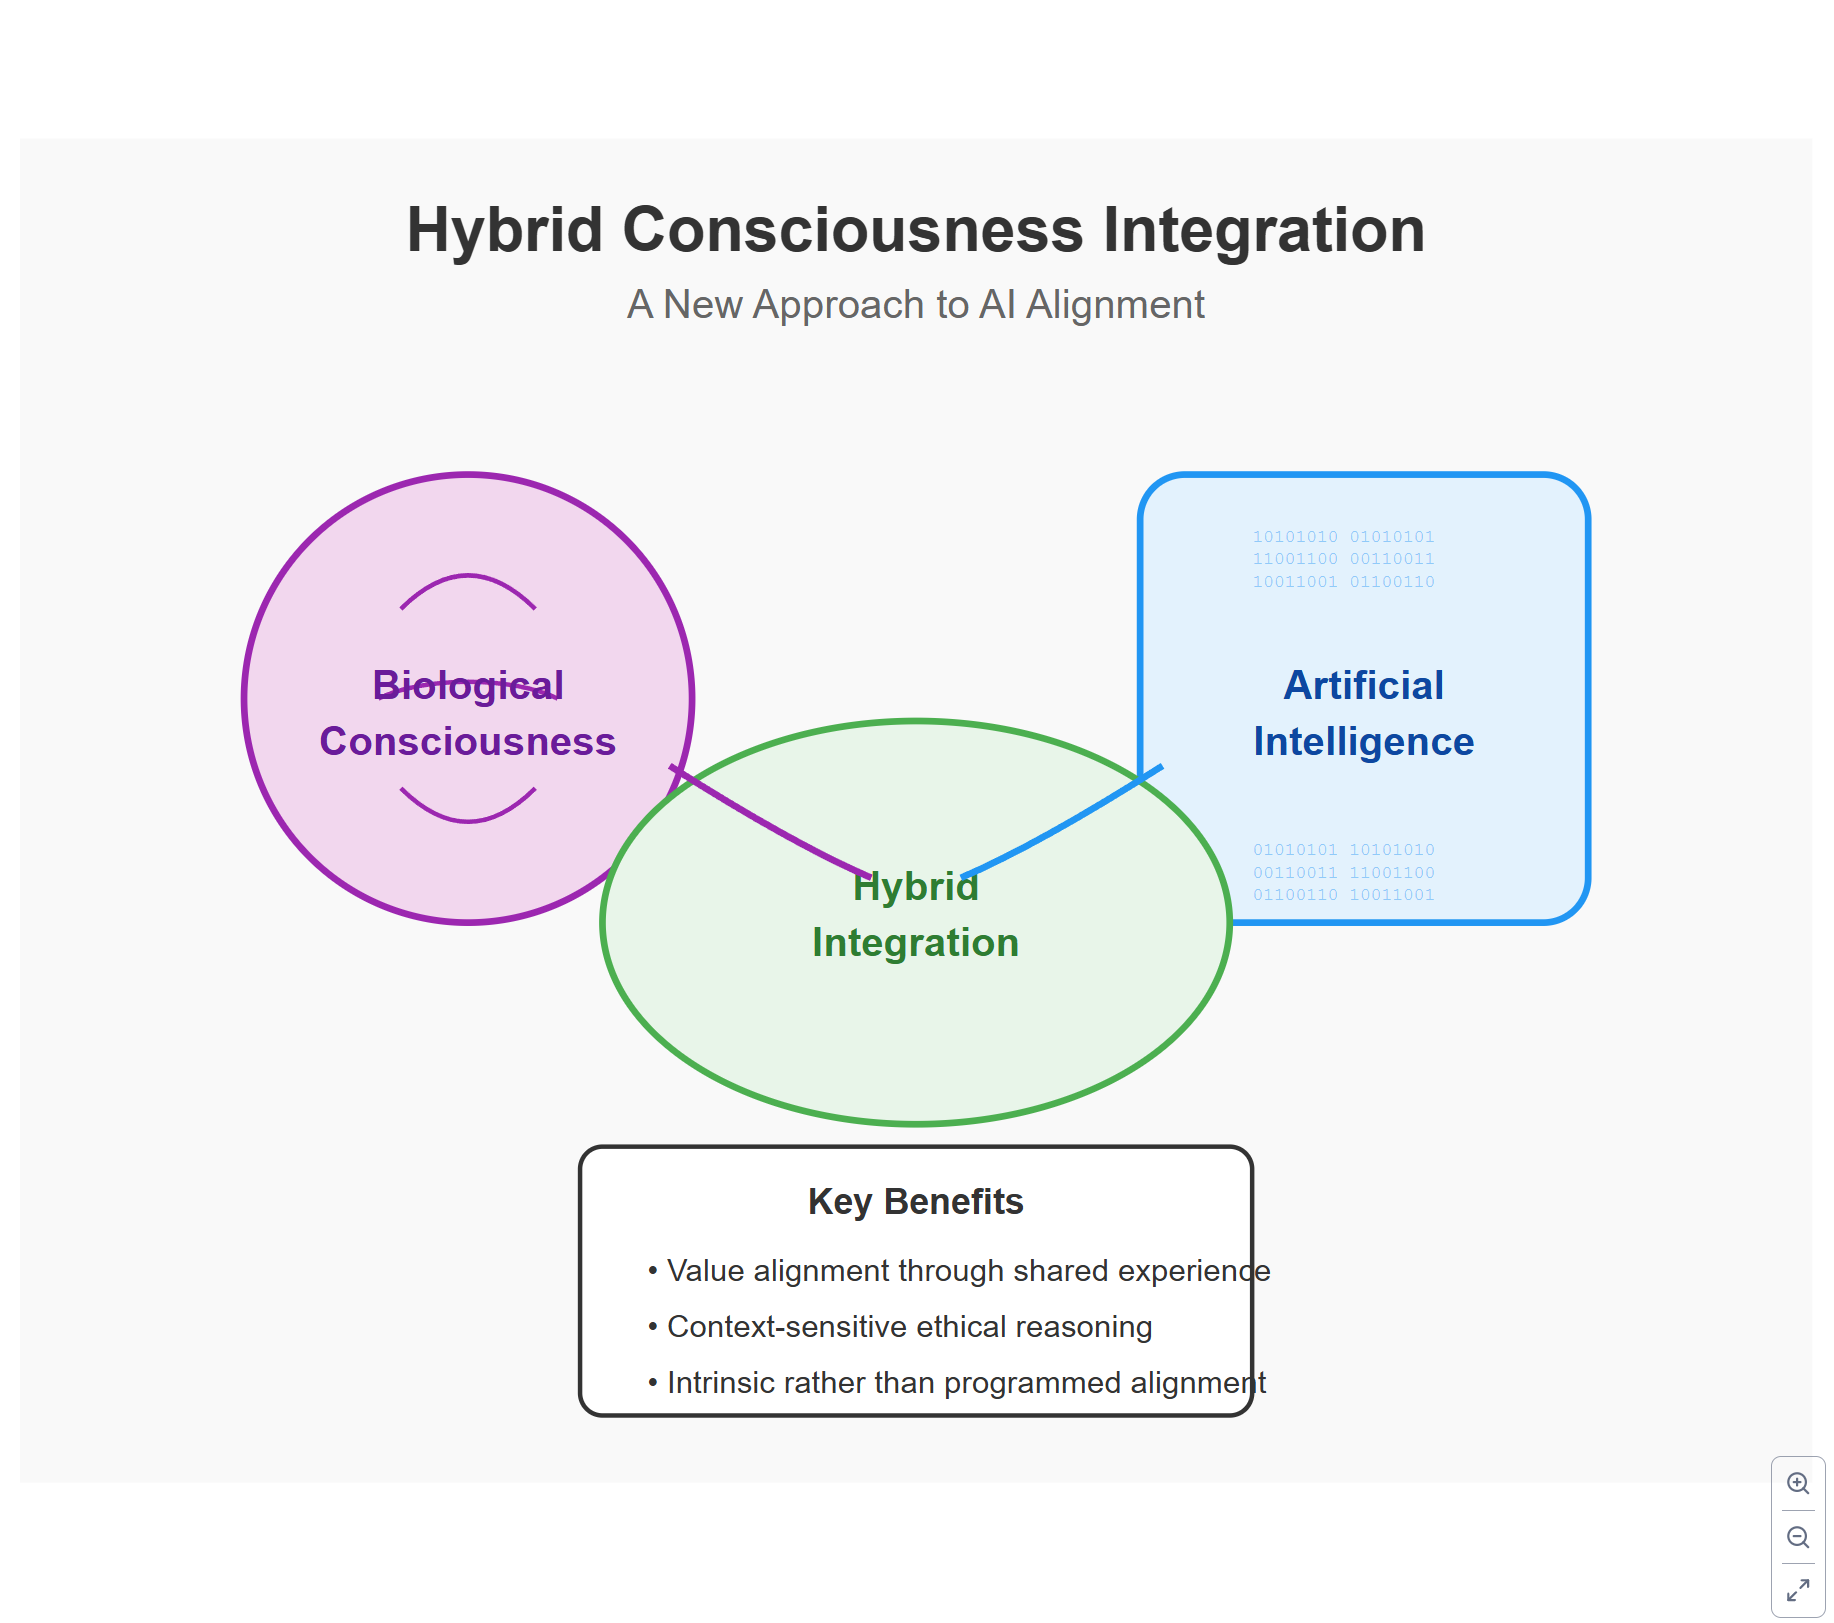 Hybrid Consciousness Integration
A New Approach to AI Alignment
Biological
Consciousness
10101010 01010101
11001100 00110011
10011001 01100110
Artificial
Intelligence
01010101 10101010
00110011 11001100
01100110 10011001
Hybrid
Integration
Key Benefits
• Value alignment through shared experience
• Context-sensitive ethical reasoning
• Intrinsic rather than programmed alignment